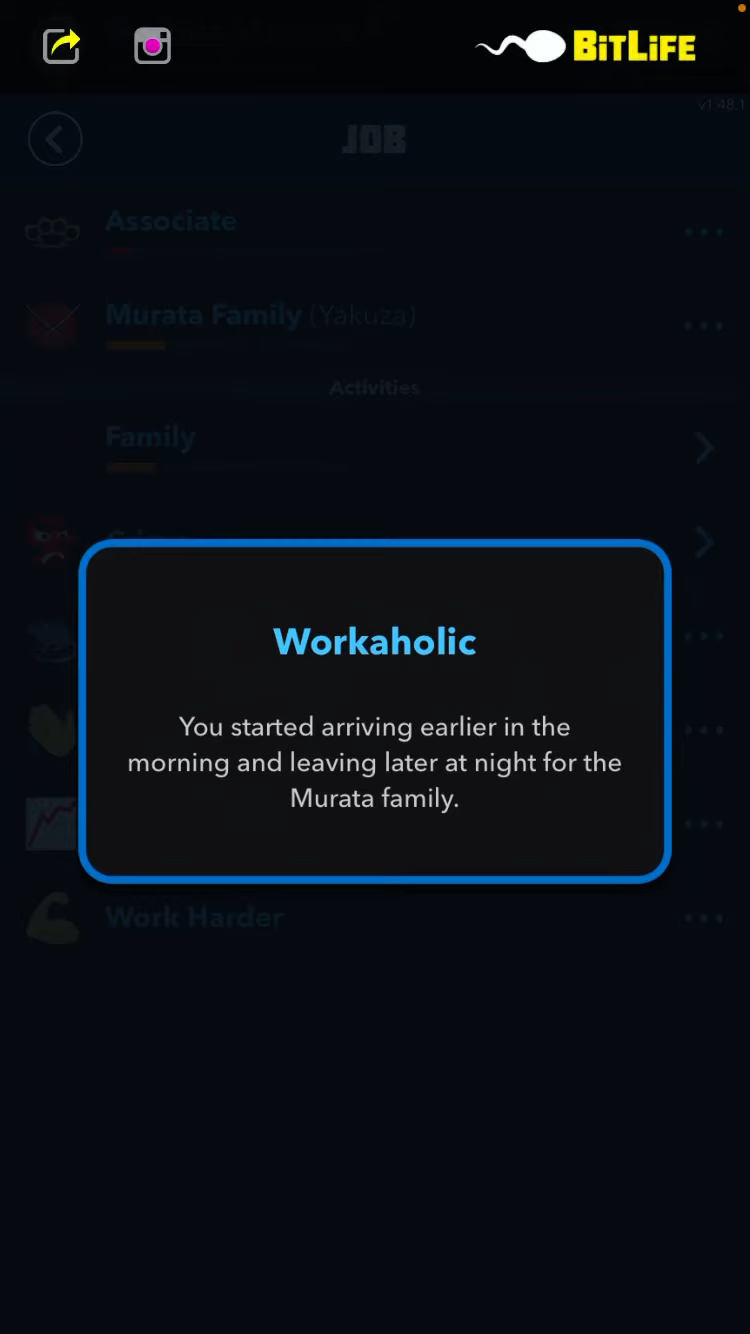 BiTLiFE
v1.48.1
JOB
Associate
Murata Family (Yakuza)
Activities
Family
Workaholic
You started arriving earlier in the
morning and leaving later at night for the
Murata family.
Work Harder